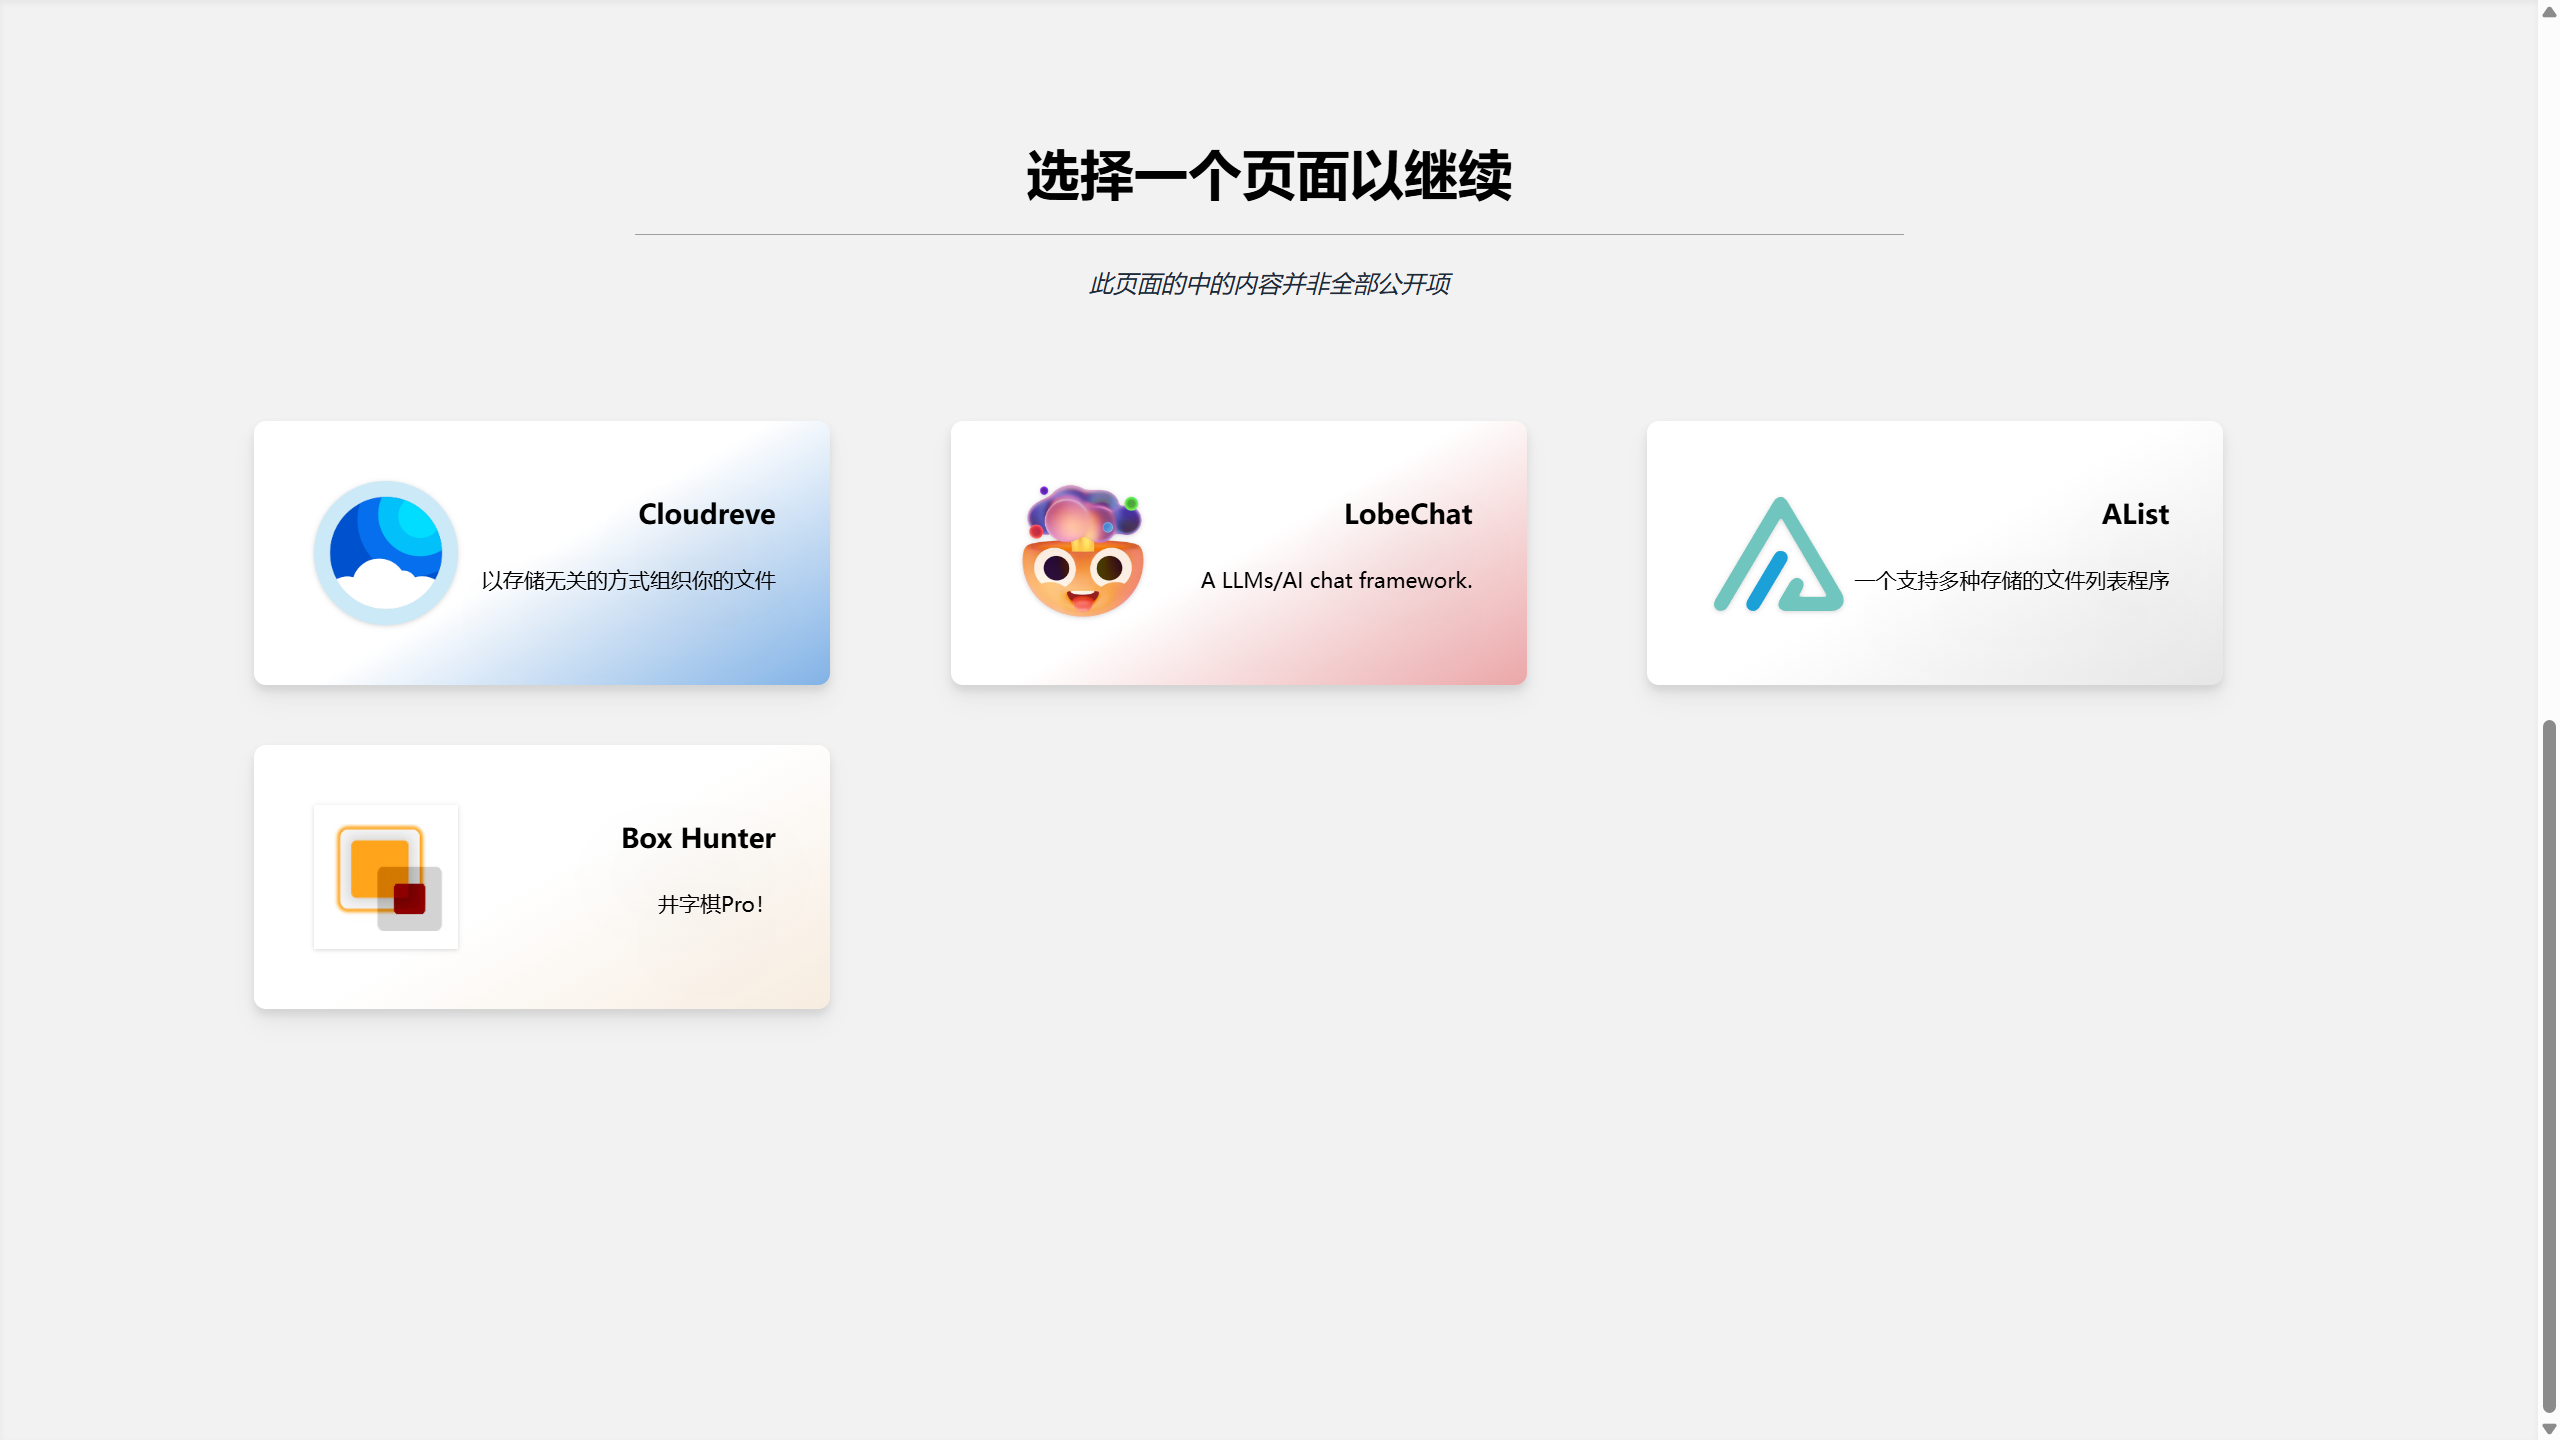 选择一个页面以继续
此页面的中的内容并非全部公开项
Cloudreve
以存储无关的方式组织你的文件
LobeChat
A LLMs/AI chat framework.
AList
一个支持多种存储的文件列表程序
Box Hunter
井字棋Pro！